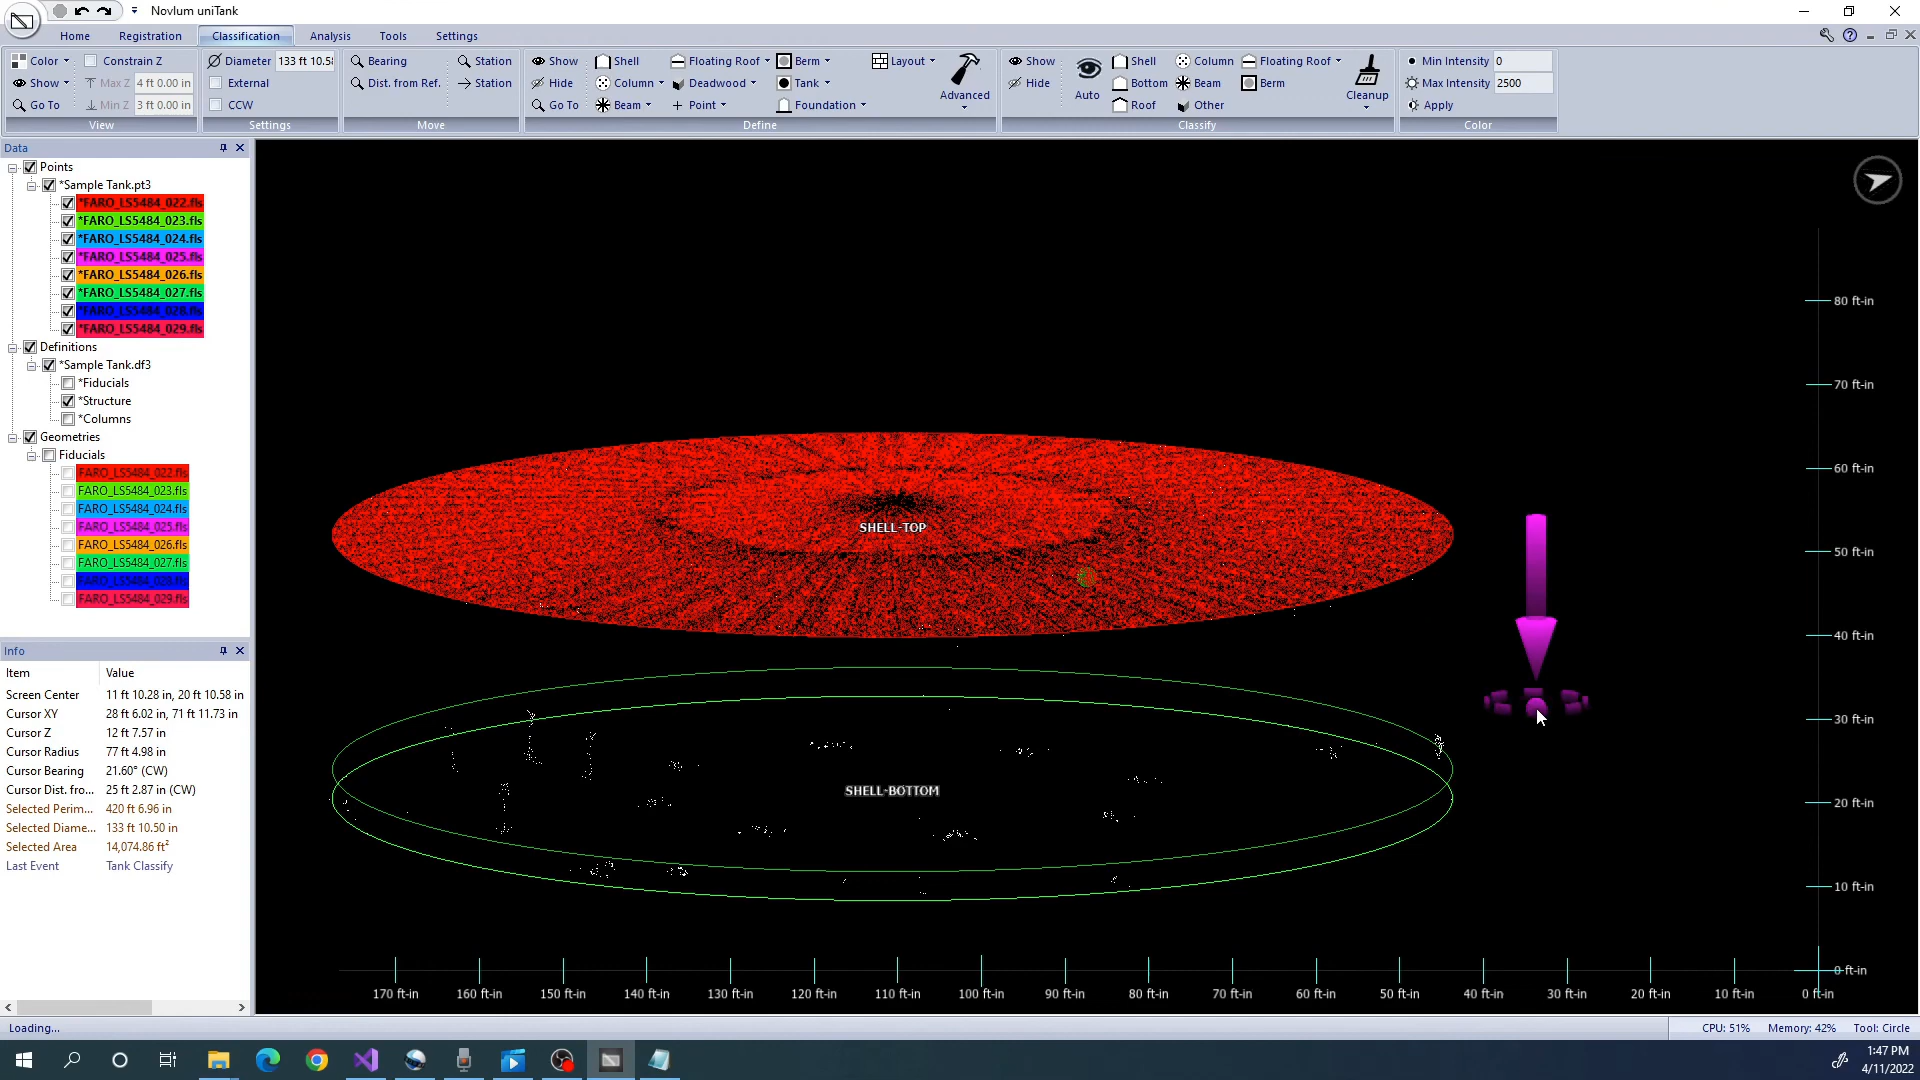 Novlum uniTank
Home Registration Classification Analysis Tools Settings
Color Constrain Z Diameter 133 ft 10.5 Bearing Station Show Shell Floating Roof Berm Layout Show Shell Column Floating Roof Min Intensity 0
Show Max Z 4 ft 0.00 in External Dist. from Ref. Station Hide Column Deadwood Tank Advanced Hide Auto Bottom Beam Berm Cleanup Max Intensity 2500
Go To Min Z 3 ft 0.00 in CCW Go To Beam Point Foundation Roof Other Apply
View Settings Move Define Classify Color
Data
Points
*Sample Tank.pt3
*FARO_LS5484_022.fls
*FARO_LS5484_023.fls
*FARO_LS5484_024.fls
*FARO_LS5484_025.fls
*FARO_LS5484_026.fls
*FARO_LS5484_027.fls
*FARO_LS5484_028.fls
*FARO_LS5484_029.fls
Definitions
*Sample Tank.df3
*Fiducials
*Structure
*Columns
Geometries
Fiducials
FARO_LS5484_022.fls
FARO_LS5484_023.fls
FARO_LS5484_024.fls
FARO_LS5484_025.fls
FARO_LS5484_026.fls
FARO_LS5484_027.fls
FARO_LS5484_028.fls
FARO_LS5484_029.fls
Info
Item Value
Screen Center 11 ft 10.28 in, 20 ft 10.58 in
Cursor XY 28 ft 6.02 in, 71 ft 11.73 in
Cursor Z 12 ft 7.57 in
Cursor Radius 77 ft 4.98 in
Cursor Bearing 21.60° (CW)
Cursor Dist. fro... 25 ft 2.87 in (CW)
Selected Perim... 420 ft 6.96 in
Selected Diame... 133 ft 10.50 in
Selected Area 14,074.86 ft²
Last Event Tank Classify
SHELL-TOP
SHELL-BOTTOM
80 ft-in
70 ft-in
60 ft-in
50 ft-in
40 ft-in
30 ft-in
20 ft-in
10 ft-in
0 ft-in
170 ft-in 160 ft-in 150 ft-in 140 ft-in 130 ft-in 120 ft-in 110 ft-in 100 ft-in 90 ft-in 80 ft-in 70 ft-in 60 ft-in 50 ft-in 40 ft-in 30 ft-in 20 ft-in 10 ft-in 0 ft-in
Loading... CPU: 51% Memory: 42% Tool: Circle
1:47 PM
4/11/2022